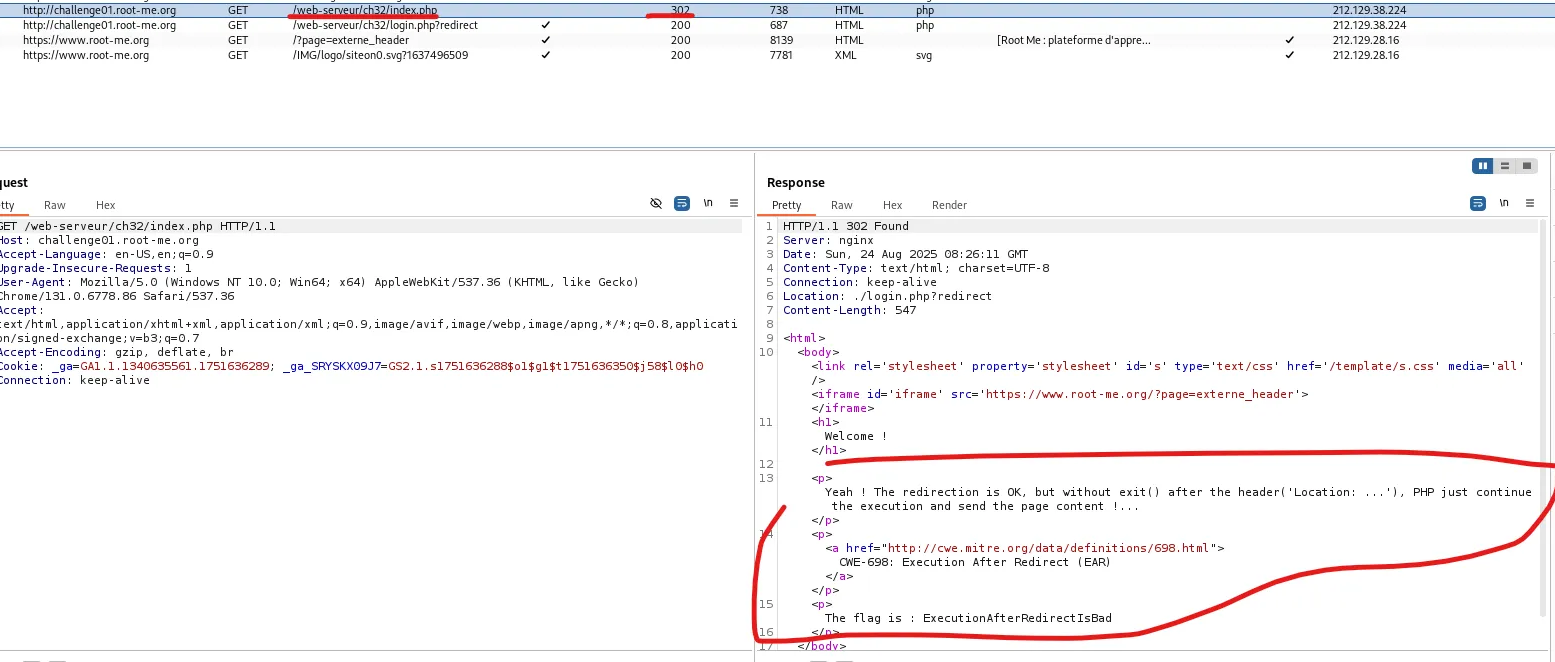 http://challenge01.root-me.org GET /web-serveur/ch32/index.php 302 738 HTML php 212.129.38.224
http://challenge01.root-me.org GET /web-serveur/ch32/login.php?redirect ✓ 200 687 HTML php 212.129.38.224
https://www.root-me.org GET /?page=externe_header ✓ 200 8139 HTML [Root Me : plateforme d'appre... ✓ 212.129.28.16
https://www.root-me.org GET /IMG/logo/siteon0.svg?1637496509 ✓ 200 7781 XML svg ✓ 212.129.28.16
quest
tty Raw Hex \n
GET /web-serveur/ch32/index.php HTTP/1.1
Host: challenge01.root-me.org
Accept-Language: en-US,en;q=0.9
Upgrade-Insecure-Requests: 1
User-Agent: Mozilla/5.0 (Windows NT 10.0; Win64; x64) AppleWebKit/537.36 (KHTML, like Gecko)
Chrome/131.0.6778.86 Safari/537.36
Accept:
text/html,application/xhtml+xml,application/xml;q=0.9,image/avif,image/webp,image/apng,*/*;q=0.8,applicati
on/signed-exchange;v=b3;q=0.7
Accept-Encoding: gzip, deflate, br
Cookie: _ga=GA1.1.1340635561.1751636289; _ga_SRYSKX09J7=GS2.1.s1751636288$o1$g1$t1751636350$j58$l0$h0
Connection: keep-alive
Response
Pretty Raw Hex Render \n
1 HTTP/1.1 302 Found
2 Server: nginx
3 Date: Sun, 24 Aug 2025 08:26:11 GMT
4 Content-Type: text/html; charset=UTF-8
5 Connection: keep-alive
6 Location: ./login.php?redirect
7 Content-Length: 547
8
9 <html>
10 <body>
<link rel='stylesheet' property='stylesheet' id='s' type='text/css' href='/template/s.css' media='all'
/>
<iframe id='iframe' src='https://www.root-me.org/?page=externe_header'>
</iframe>
11 <h1>
Welcome !
</h1>
12
13 <p>
Yeah ! The redirection is OK, but without exit() after the header('Location: ...'), PHP just continue
the execution and send the page content !...
</p>
14 <p>
<a href="http://cwe.mitre.org/data/definitions/698.html">
CWE-698: Execution After Redirect (EAR)
</a>
</p>
15 <p>
The flag is : ExecutionAfterRedirectIsBad
16 </p>
17 </body>